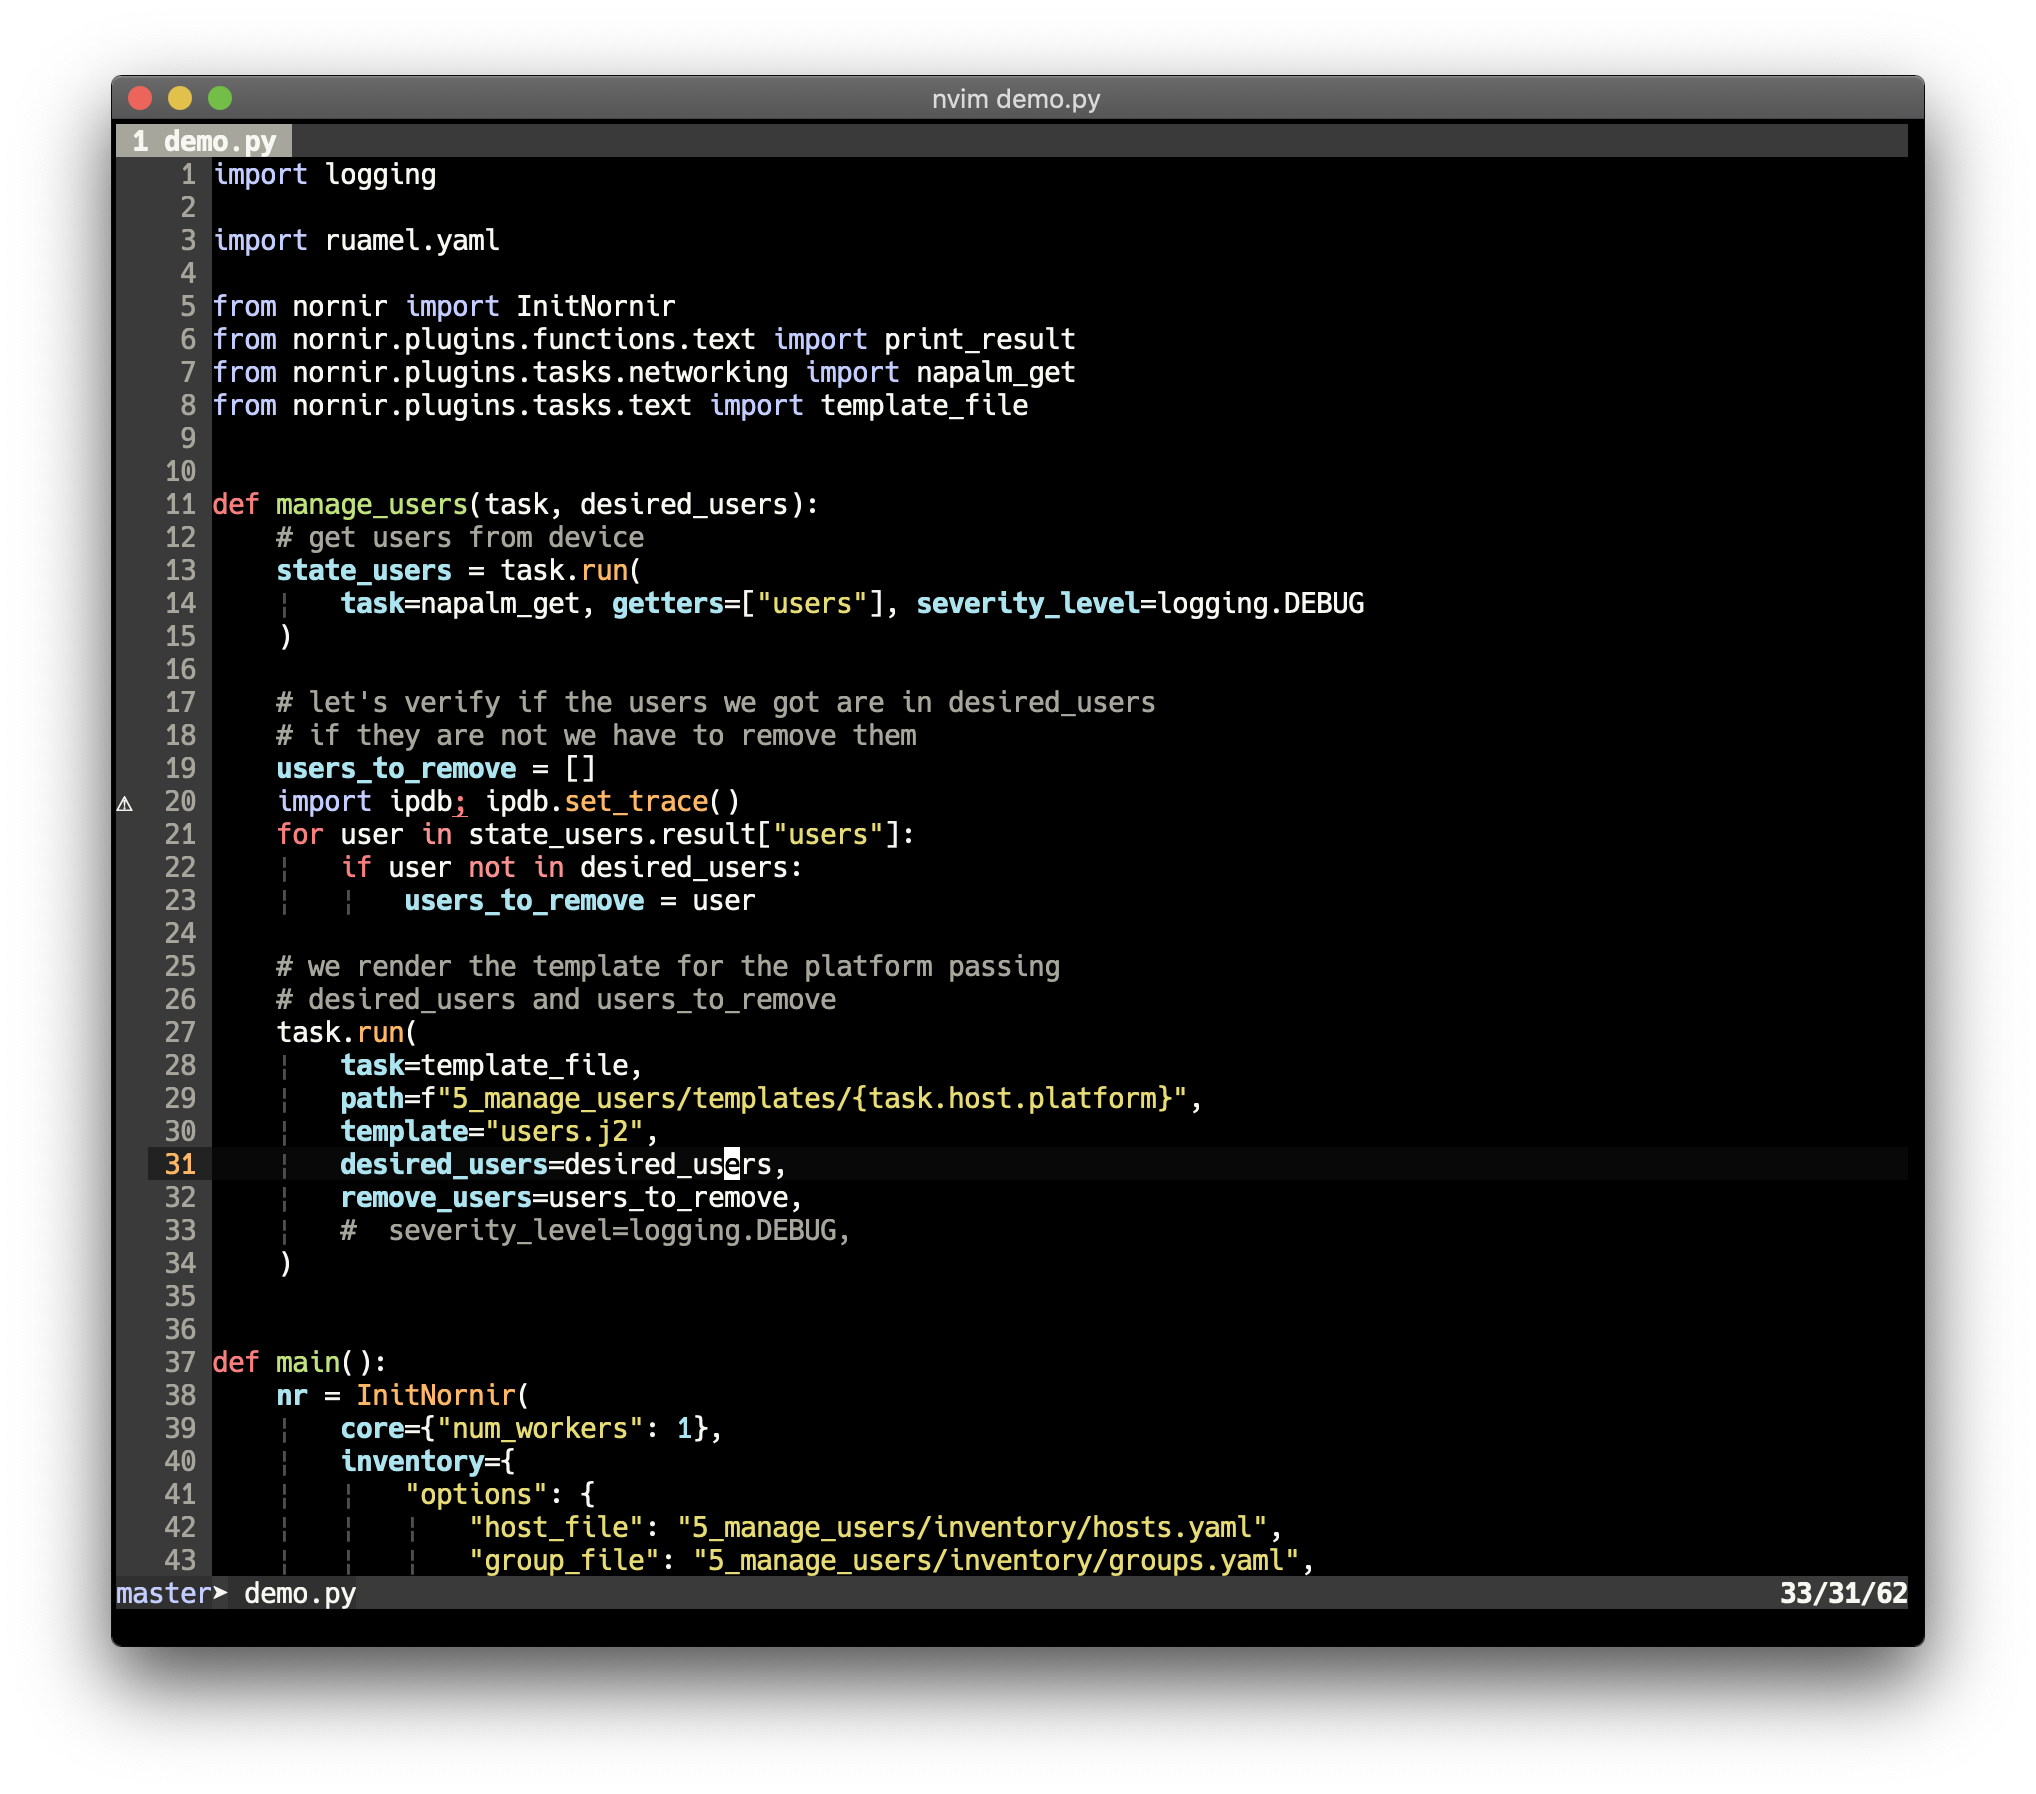 nvim demo.py
1 demo.py
1 import logging
2
3 import ruamel.yaml
4
5 from nornir import InitNornir
6 from nornir.plugins.functions.text import print_result
7 from nornir.plugins.tasks.networking import napalm_get
8 from nornir.plugins.tasks.text import template_file
9
10
11 def manage_users(task, desired_users):
12     # get users from device
13     state_users = task.run(
14     ¦   task=napalm_get, getters=["users"], severity_level=logging.DEBUG
15     )
16
17     # let's verify if the users we got are in desired_users
18     # if they are not we have to remove them
19     users_to_remove = []
⚠ 20     import ipdb; ipdb.set_trace()
21     for user in state_users.result["users"]:
22     ¦   if user not in desired_users:
23     ¦   ¦   users_to_remove = user
24
25     # we render the template for the platform passing
26     # desired_users and users_to_remove
27     task.run(
28     ¦   task=template_file,
29     ¦   path=f"5_manage_users/templates/{task.host.platform}",
30     ¦   template="users.j2",
31     ¦   desired_users=desired_users,
32     ¦   remove_users=users_to_remove,
33     ¦   #  severity_level=logging.DEBUG,
34     )
35
36
37 def main():
38     nr = InitNornir(
39     ¦   core={"num_workers": 1},
40     ¦   inventory={
41     ¦   ¦   "options": {
42     ¦   ¦   ¦   "host_file": "5_manage_users/inventory/hosts.yaml",
43     ¦   ¦   ¦   "group_file": "5_manage_users/inventory/groups.yaml",
master➤ demo.py 33/31/62